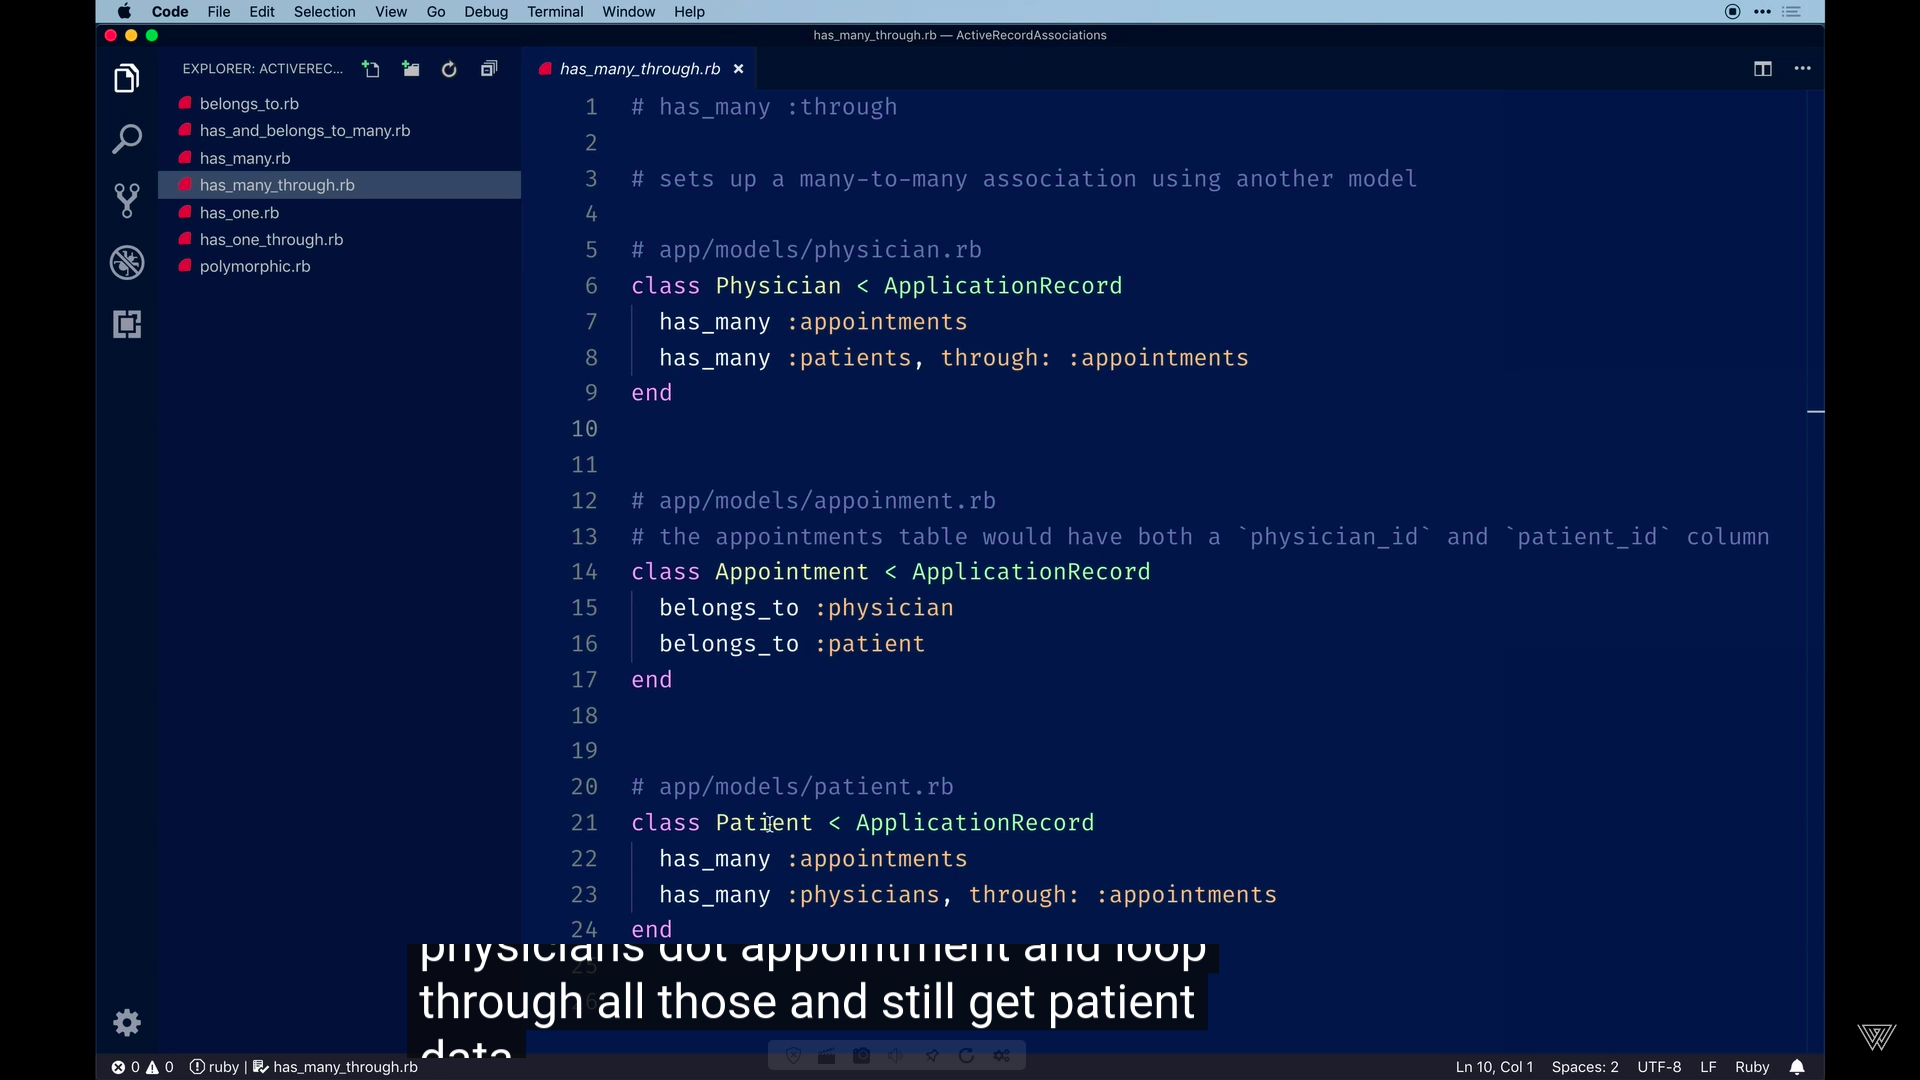 Code File Edit Selection View Go Debug Terminal Window Help
has_many_through.rb — ActiveRecordAssociations
EXPLORER: ACTIVEREC...
has_many_through.rb
belongs_to.rb
has_and_belongs_to_many.rb
has_many.rb
has_many_through.rb
has_one.rb
has_one_through.rb
polymorphic.rb
1 # has_many :through
2
3 # sets up a many-to-many association using another model
4
5 # app/models/physician.rb
6 class Physician < ApplicationRecord
7 has_many :appointments
8 has_many :patients, through: :appointments
9 end
10
11
12 # app/models/appoinment.rb
13 # the appointments table would have both a `physician_id` and `patient_id` column
14 class Appointment < ApplicationRecord
15 belongs_to :physician
16 belongs_to :patient
17 end
18
19
20 # app/models/patient.rb
21 class Patient < ApplicationRecord
22 has_many :appointments
23 has_many :physicians, through: :appointments
24 end
25
physicians dot appointment and loop
through all those and still get patient
data
0 0 ruby | has_many_through.rb
Ln 10, Col 1 Spaces: 2 UTF-8 LF Ruby